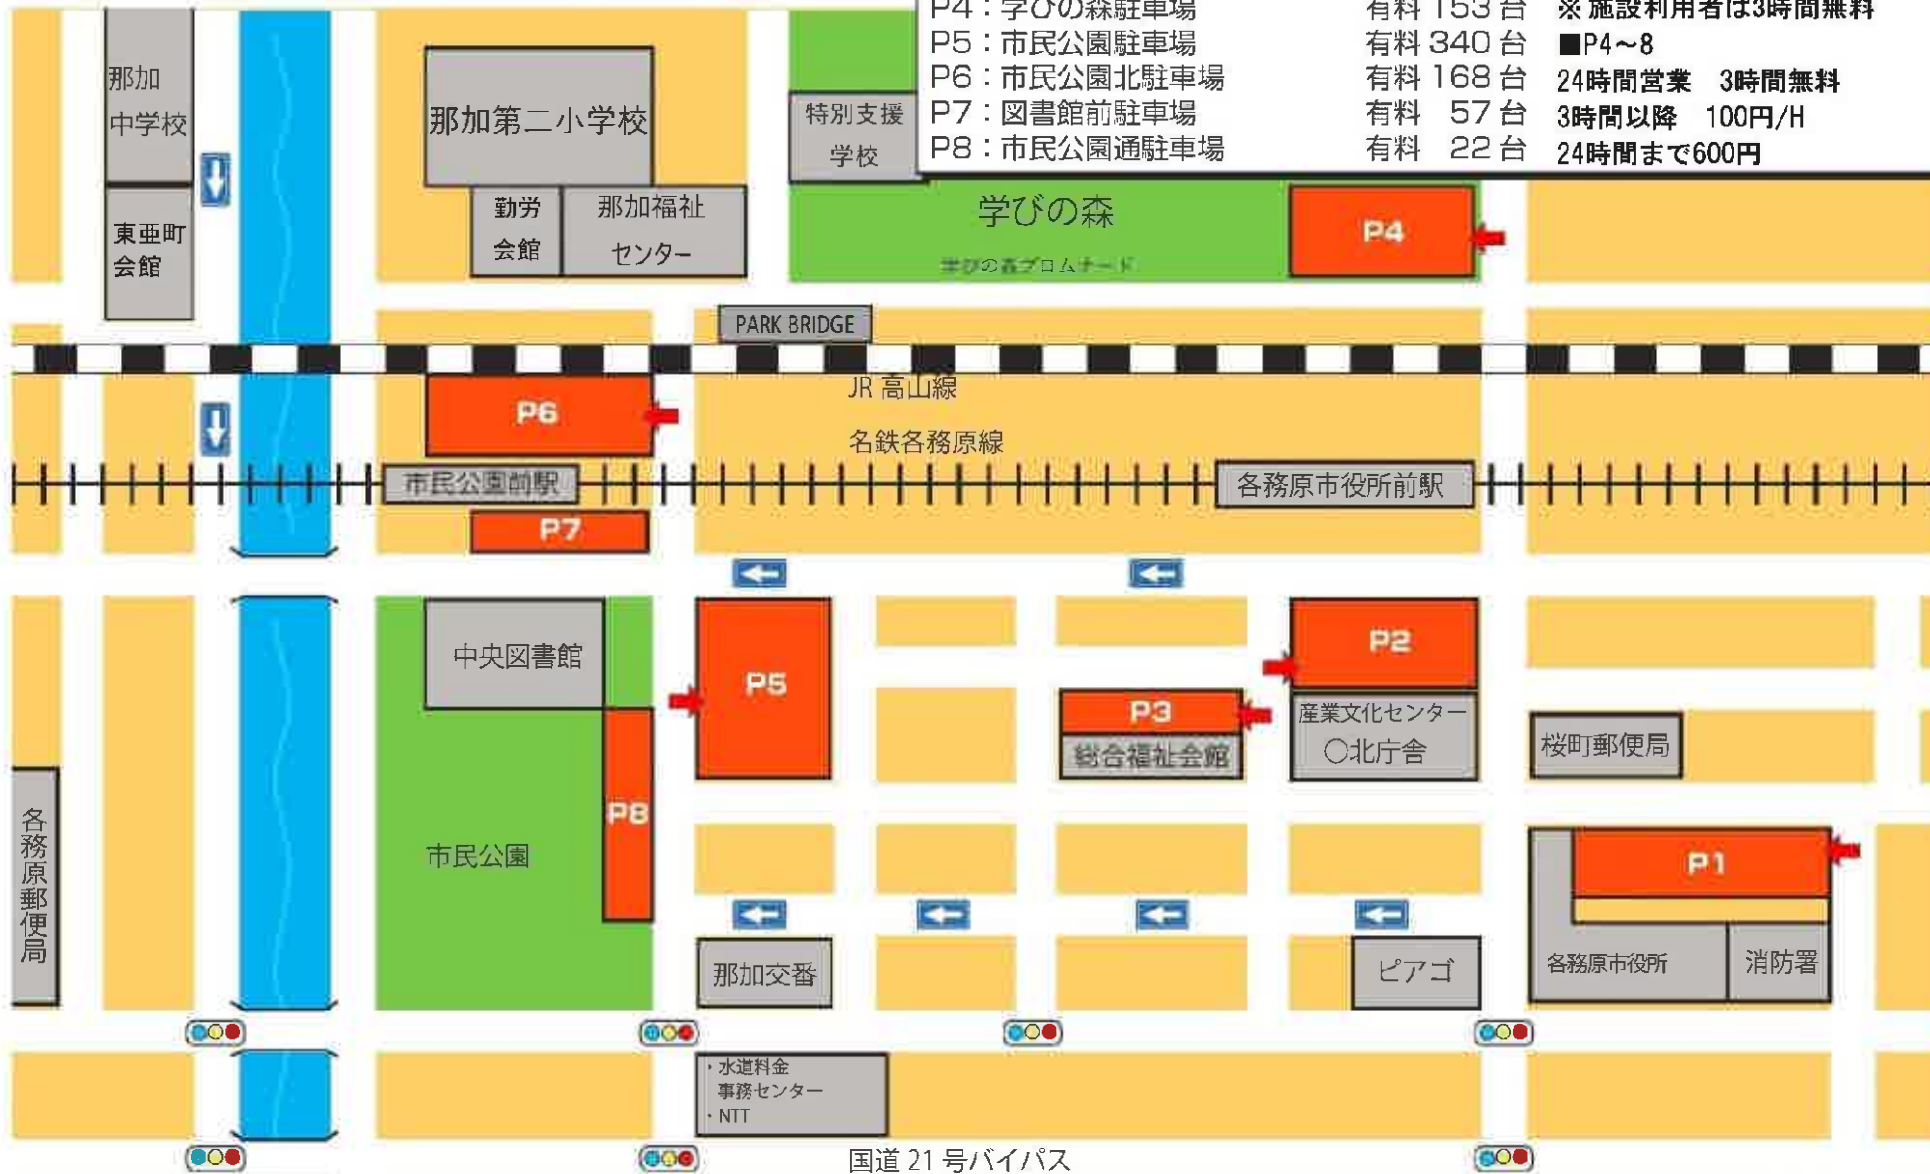 P4：学びの森駐車場 有料 153 台 ※施設利用者は3時間無料
P5：市民公園駐車場 有料 340 台 ■P4～8
P6：市民公園北駐車場 有料 168 台 24時間営業 3時間無料
P7：図書館前駐車場 有料 57 台 3時間以降 100円/H
P8：市民公園通駐車場 有料 22 台 24時間まで600円
那加
中学校
那加第二小学校
特別支援
学校
東亜町
会館
勤労
会館
那加福祉
センター
学びの森
学びの森プロムナード
P4
PARK BRIDGE
JR 高山線
P6
名鉄各務原線
市民公園前駅
各務原市役所前駅
P7
中央図書館
P5
P2
P3
産業文化センター
〇北庁舎
総合福祉会館
桜町郵便局
P8
各務原郵便局
市民公園
P1
那加交番
ピアゴ
各務原市役所
消防署
・水道料金
事務センター
・NTT
国道 21 号バイパス